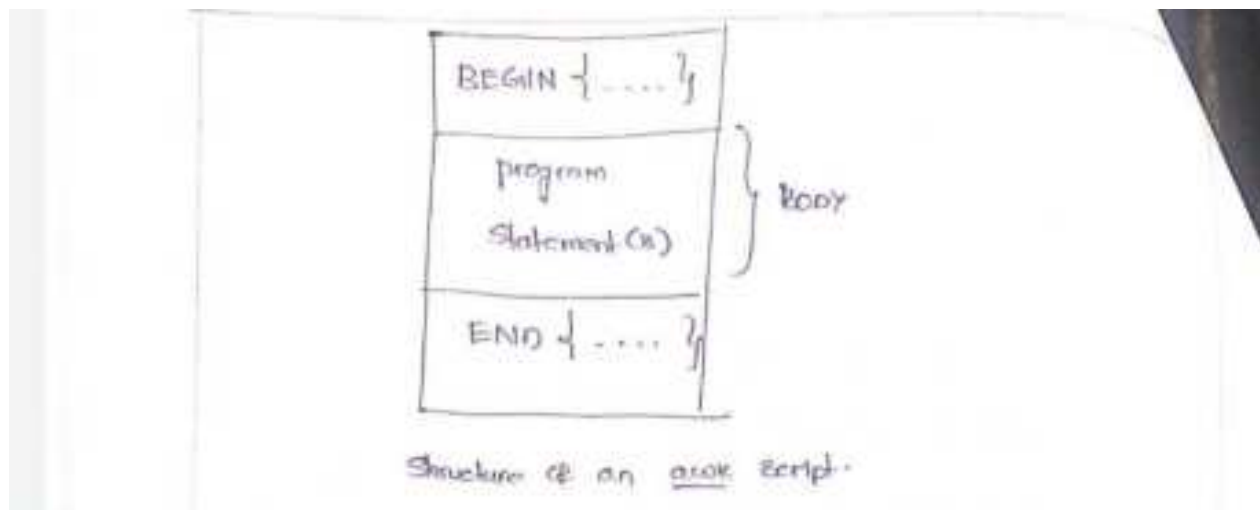 BEGIN {....}
program
Statement(s)
BODY
END {....}
Structure of an awk script.